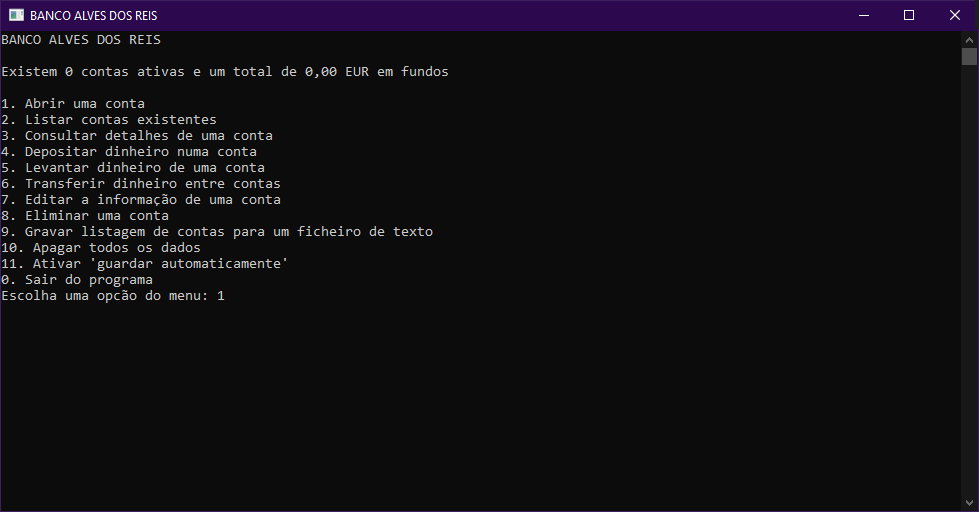 BANCO ALVES DOS REIS
BANCO ALVES DOS REIS
Existem 0 contas ativas e um total de 0,00 EUR em fundos
1. Abrir uma conta
2. Listar contas existentes
3. Consultar detalhes de uma conta
4. Depositar dinheiro numa conta
5. Levantar dinheiro de uma conta
6. Transferir dinheiro entre contas
7. Editar a informação de uma conta
8. Eliminar uma conta
9. Gravar listagem de contas para um ficheiro de texto
10. Apagar todos os dados
11. Ativar 'guardar automaticamente'
0. Sair do programa
Escolha uma opcão do menu: 1